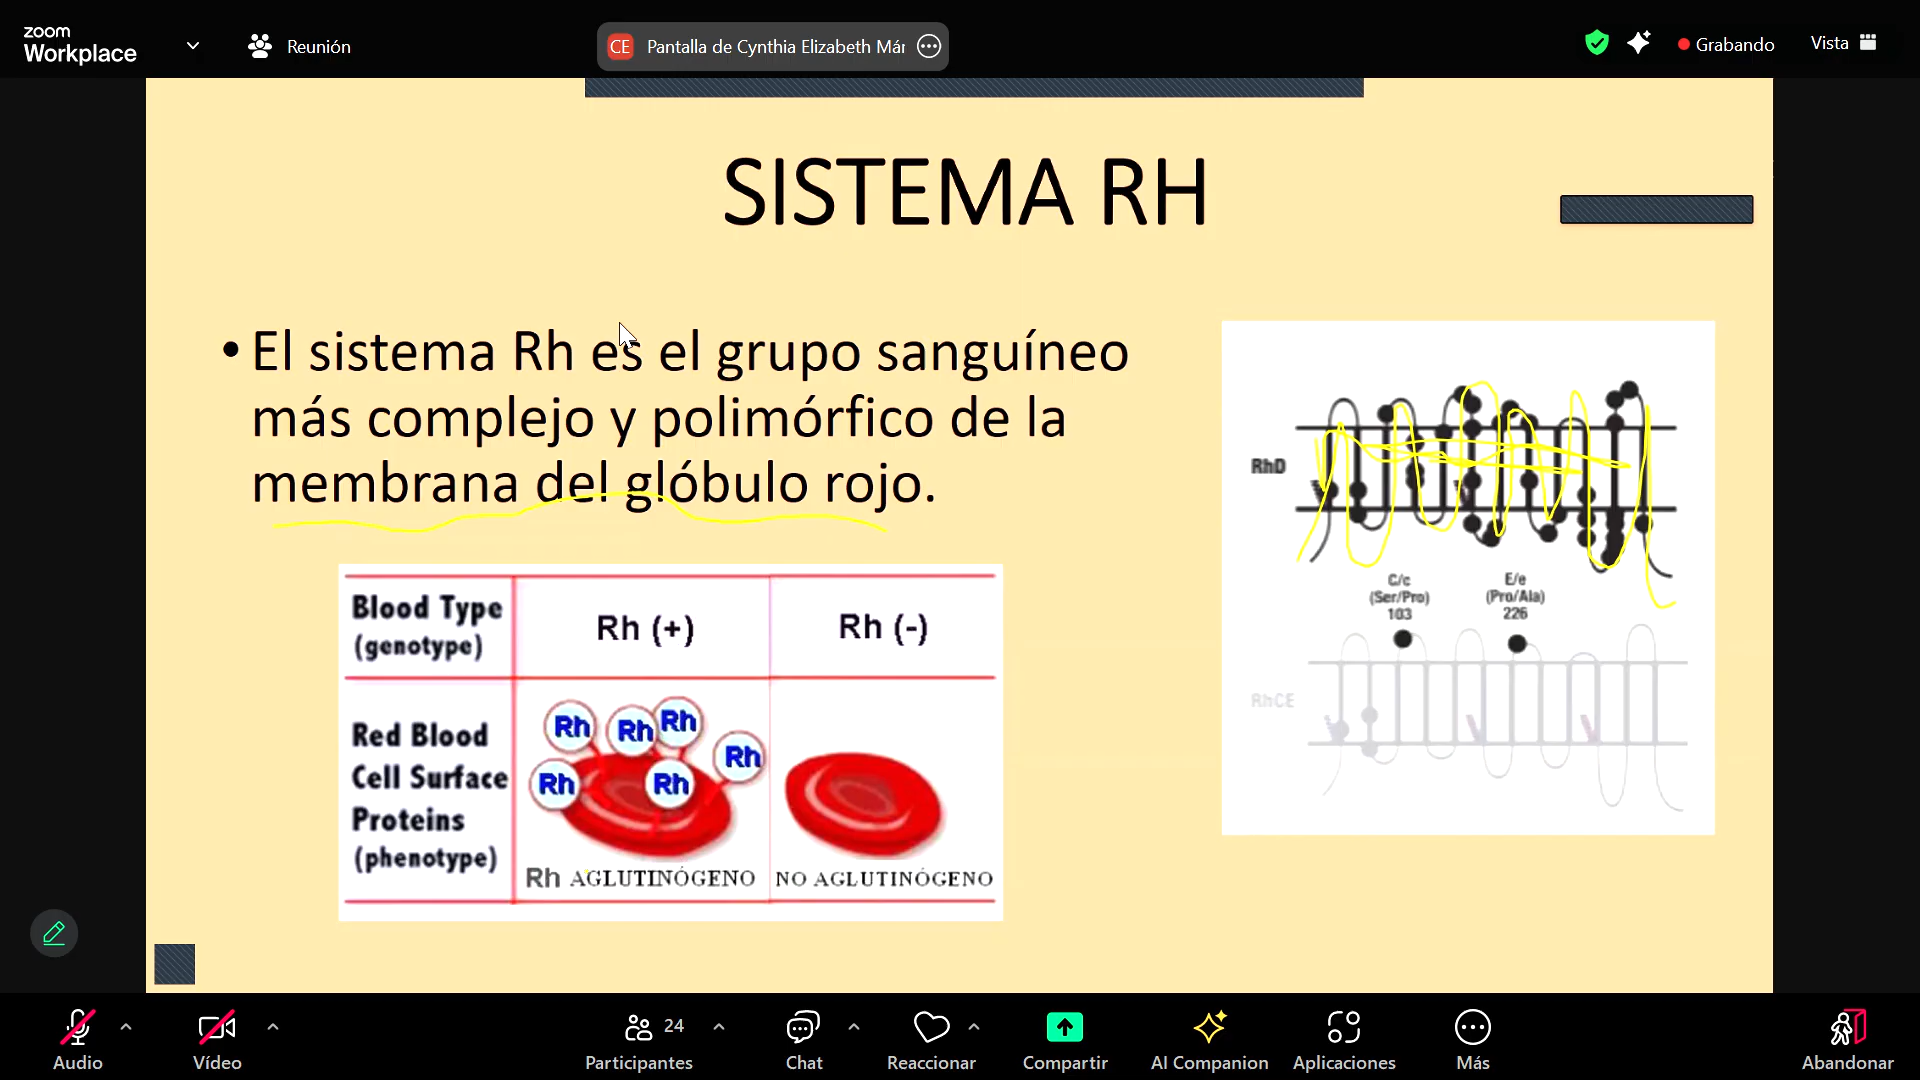 zoom
Workplace
Reunión
CE Pantalla de Cynthia Elizabeth Már
Grabando
Vista
SISTEMA RH
• El sistema Rh es el grupo sanguíneo
más complejo y polimórfico de la
membrana del glóbulo rojo.
Blood Type
(genotype)
Rh (+)
Rh (-)
Red Blood
Cell Surface
Proteins
(phenotype)
Rh
Rh
Rh
Rh
Rh
Rh
Rh AGLUTINÓGENO
NO AGLUTINÓGENO
RhD
C/c
(Ser/Pro)
103
E/e
(Pro/Ala)
226
RhCE
Audio
Vídeo
24
Participantes
Chat
Reaccionar
Compartir
AI Companion
Aplicaciones
Más
Abandonar